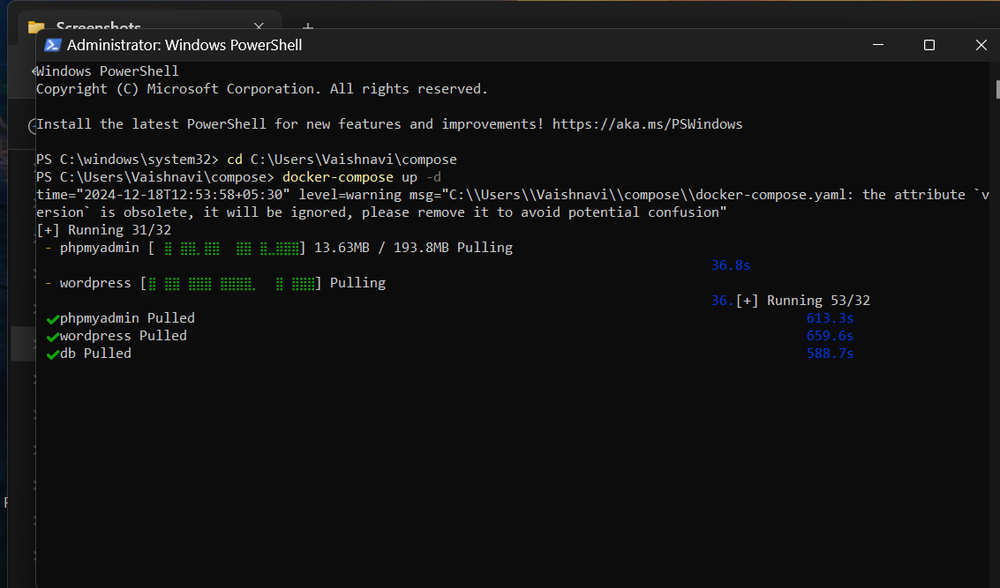 Screenshots
Administrator: Windows PowerShell
Windows PowerShell
Copyright (C) Microsoft Corporation. All rights reserved.
Install the latest PowerShell for new features and improvements! https://aka.ms/PSWindows
PS C:\windows\system32> cd C:\Users\Vaishnavi\compose
PS C:\Users\Vaishnavi\compose> docker-compose up -d
time="2024-12-18T12:53:58+05:30" level=warning msg="C:\\Users\\Vaishnavi\\compose\\docker-compose.yaml: the attribute `v
ersion` is obsolete, it will be ignored, please remove it to avoid potential confusion"
[+] Running 31/32
- phpmyadmin [ ⣿ ⣿⣿⣀⣿⣿  ⣿⣿ ⣿⣀⣿⣿⣿] 13.63MB / 193.8MB Pulling
36.8s
- wordpress [⣿ ⣿⣿ ⣿⣿⣿ ⣿⣿⣿⣿⡀  ⣿ ⣿⣿⣿] Pulling
36.[+] Running 53/32
✔phpmyadmin Pulled 613.3s
✔wordpress Pulled 659.6s
✔db Pulled 588.7s